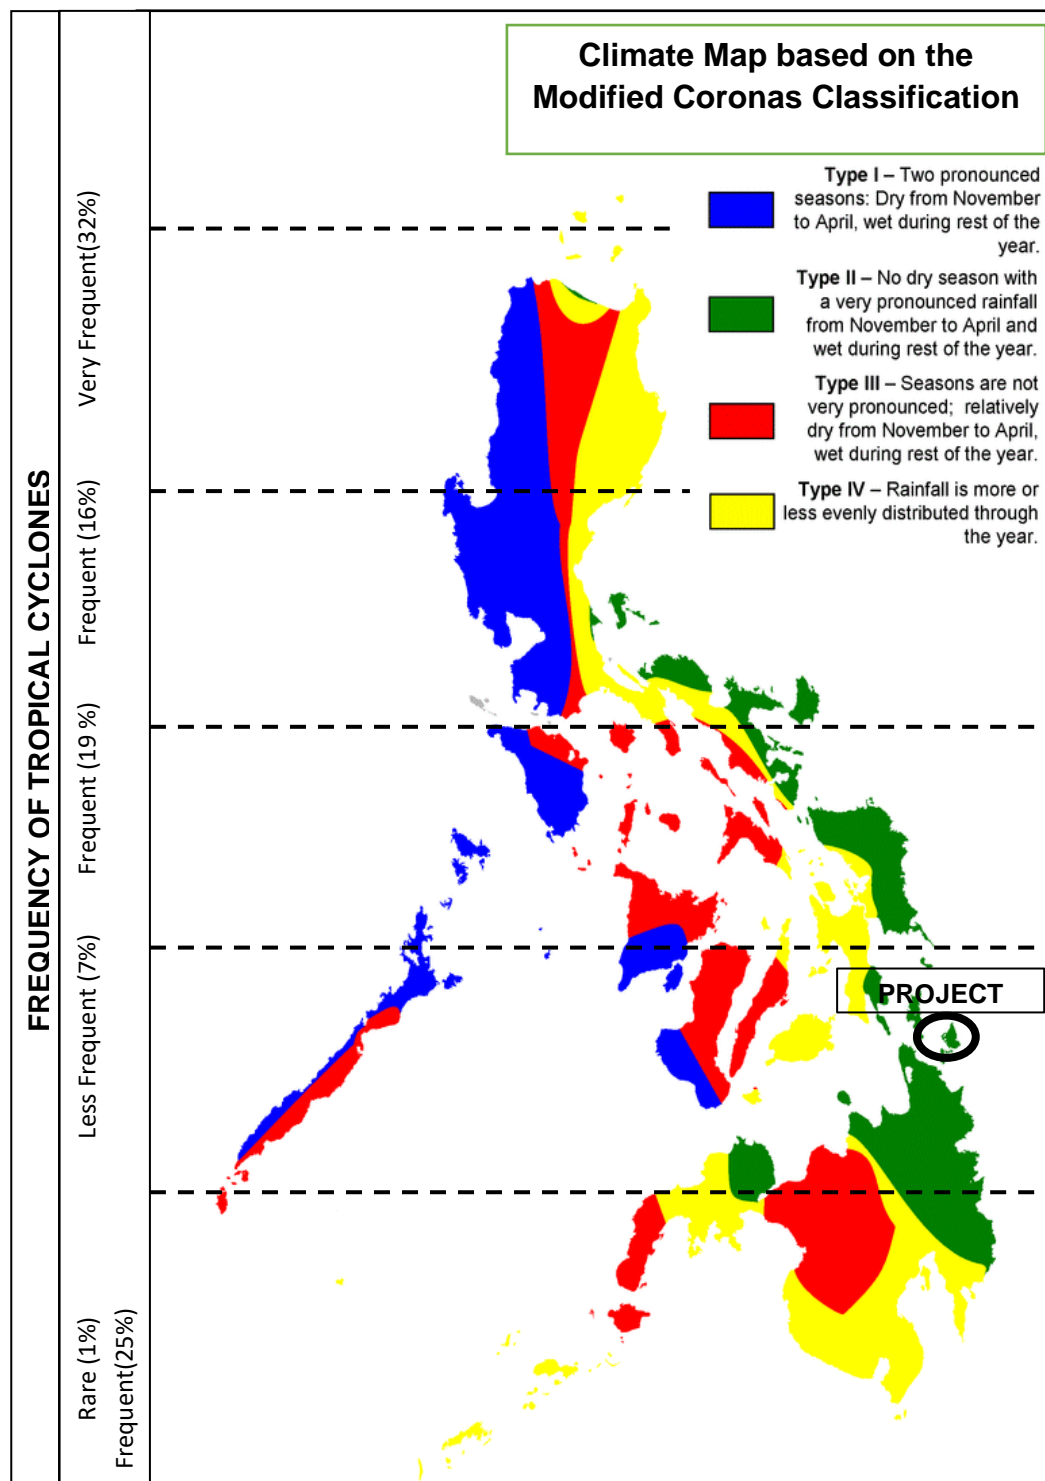 Climate Map based on the
Modified Coronas Classification
Type I – Two pronounced
seasons: Dry from November
to April, wet during rest of the
year.
Type II – No dry season with
a very pronounced rainfall
from November to April and
wet during rest of the year.
Type III – Seasons are not
very pronounced; relatively
dry from November to April,
wet during rest of the year.
Type IV – Rainfall is more or
less evenly distributed through
the year.
FREQUENCY OF TROPICAL CYCLONES
Very Frequent(32%)
Frequent (16%)
Frequent (19 %)
Less Frequent (7%)
Rare (1%)
Frequent(25%)
PROJECT